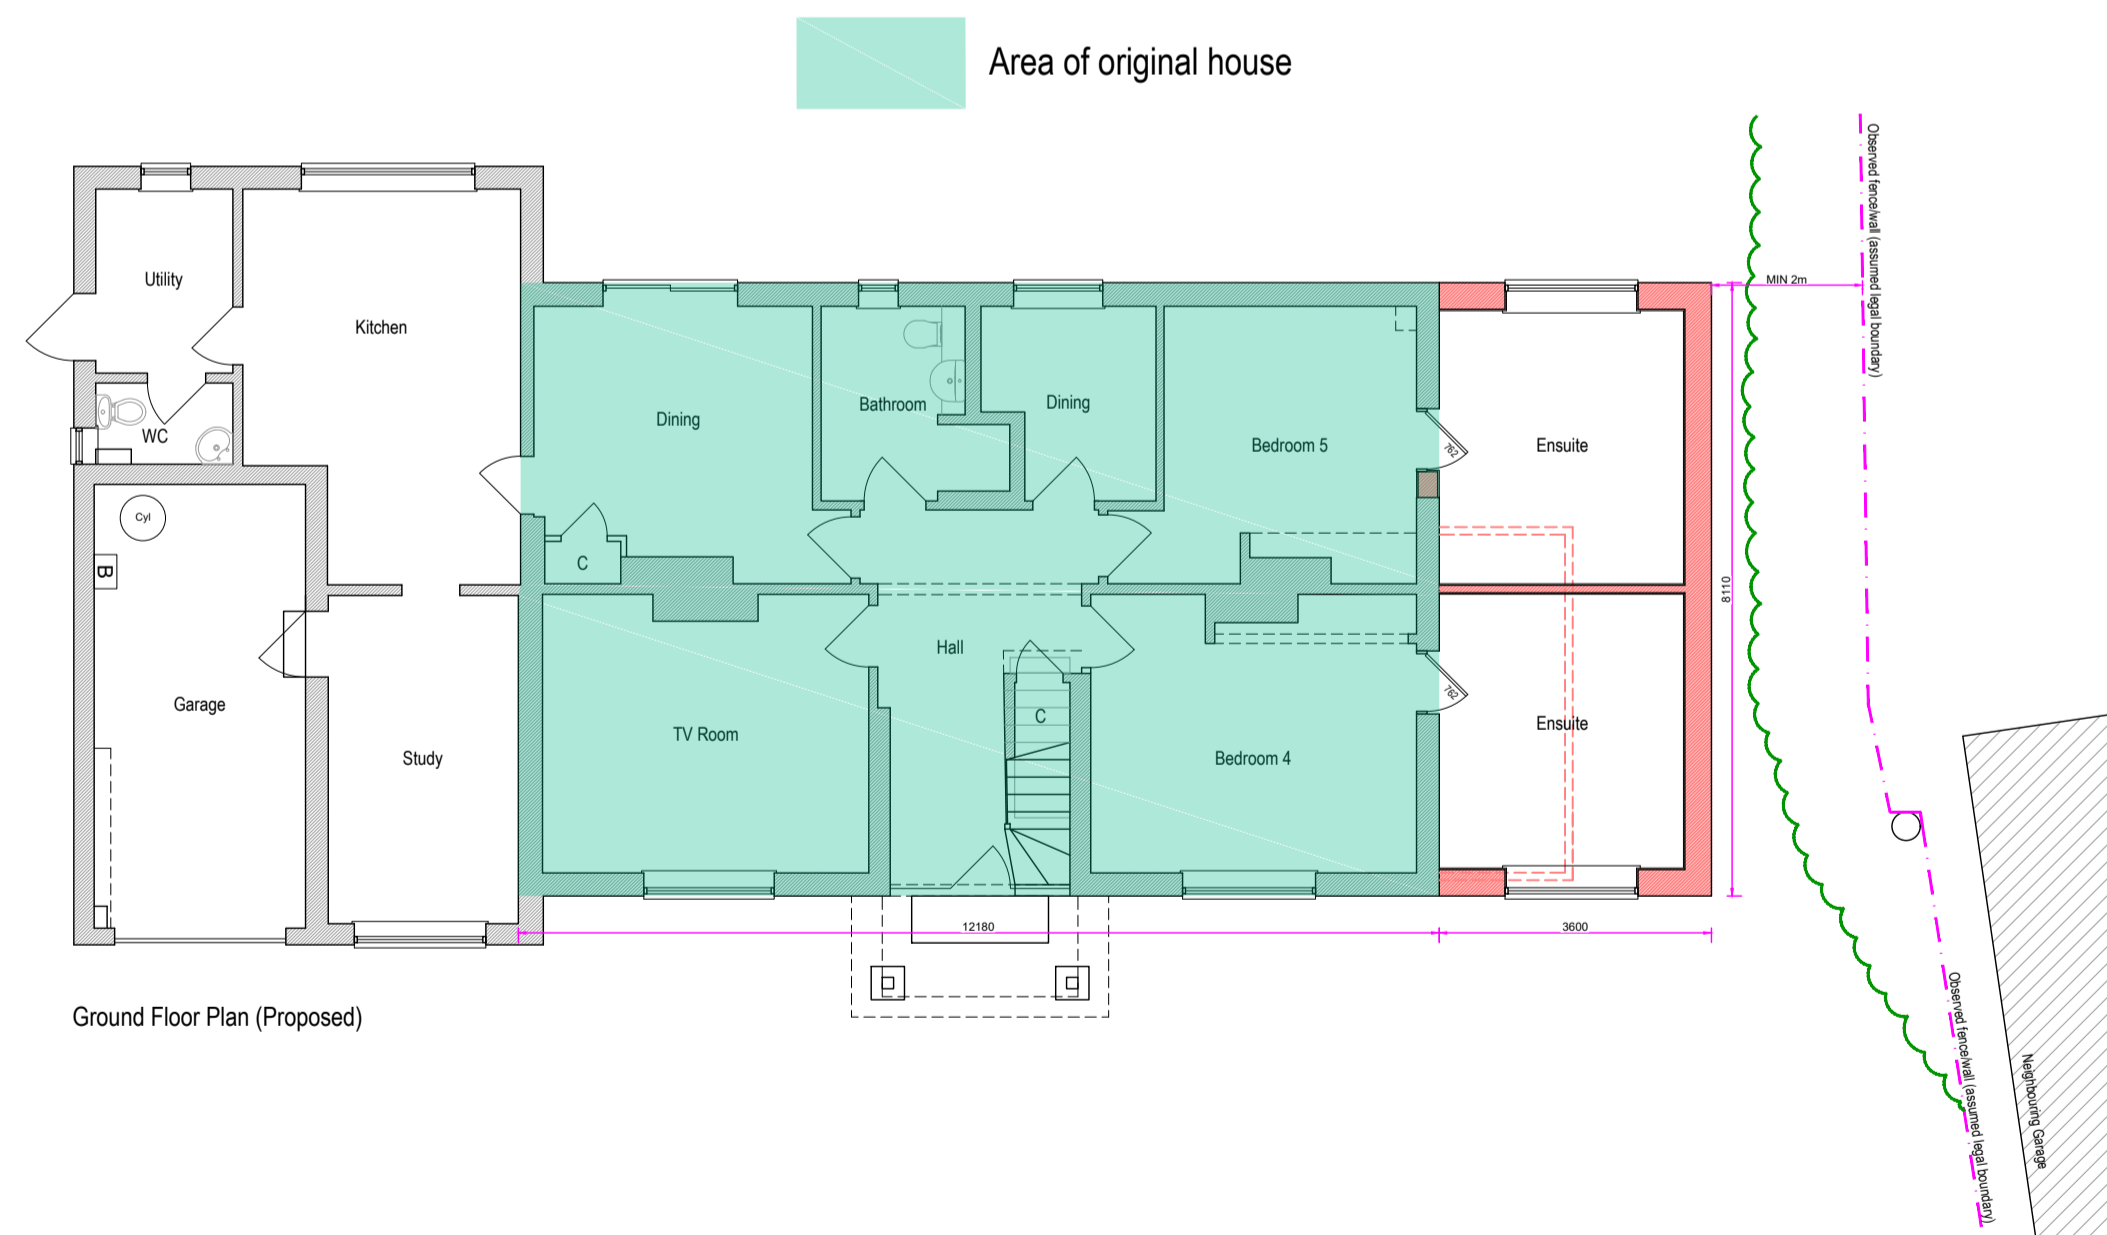 Area of original house
Observed fence/wall (assumed legal boundary)
MIN 2m
Utility
Kitchen
Dining
Bathroom
Dining
Bedroom 5
762
Ensuite
WC
Cyl
B
C
8110
Hall
Garage
Study
TV Room
C
Bedroom 4
762
Ensuite
12180
3600
Ground Floor Plan (Proposed)
Observed fence/wall (assumed legal boundary)
Neighbouring Garage